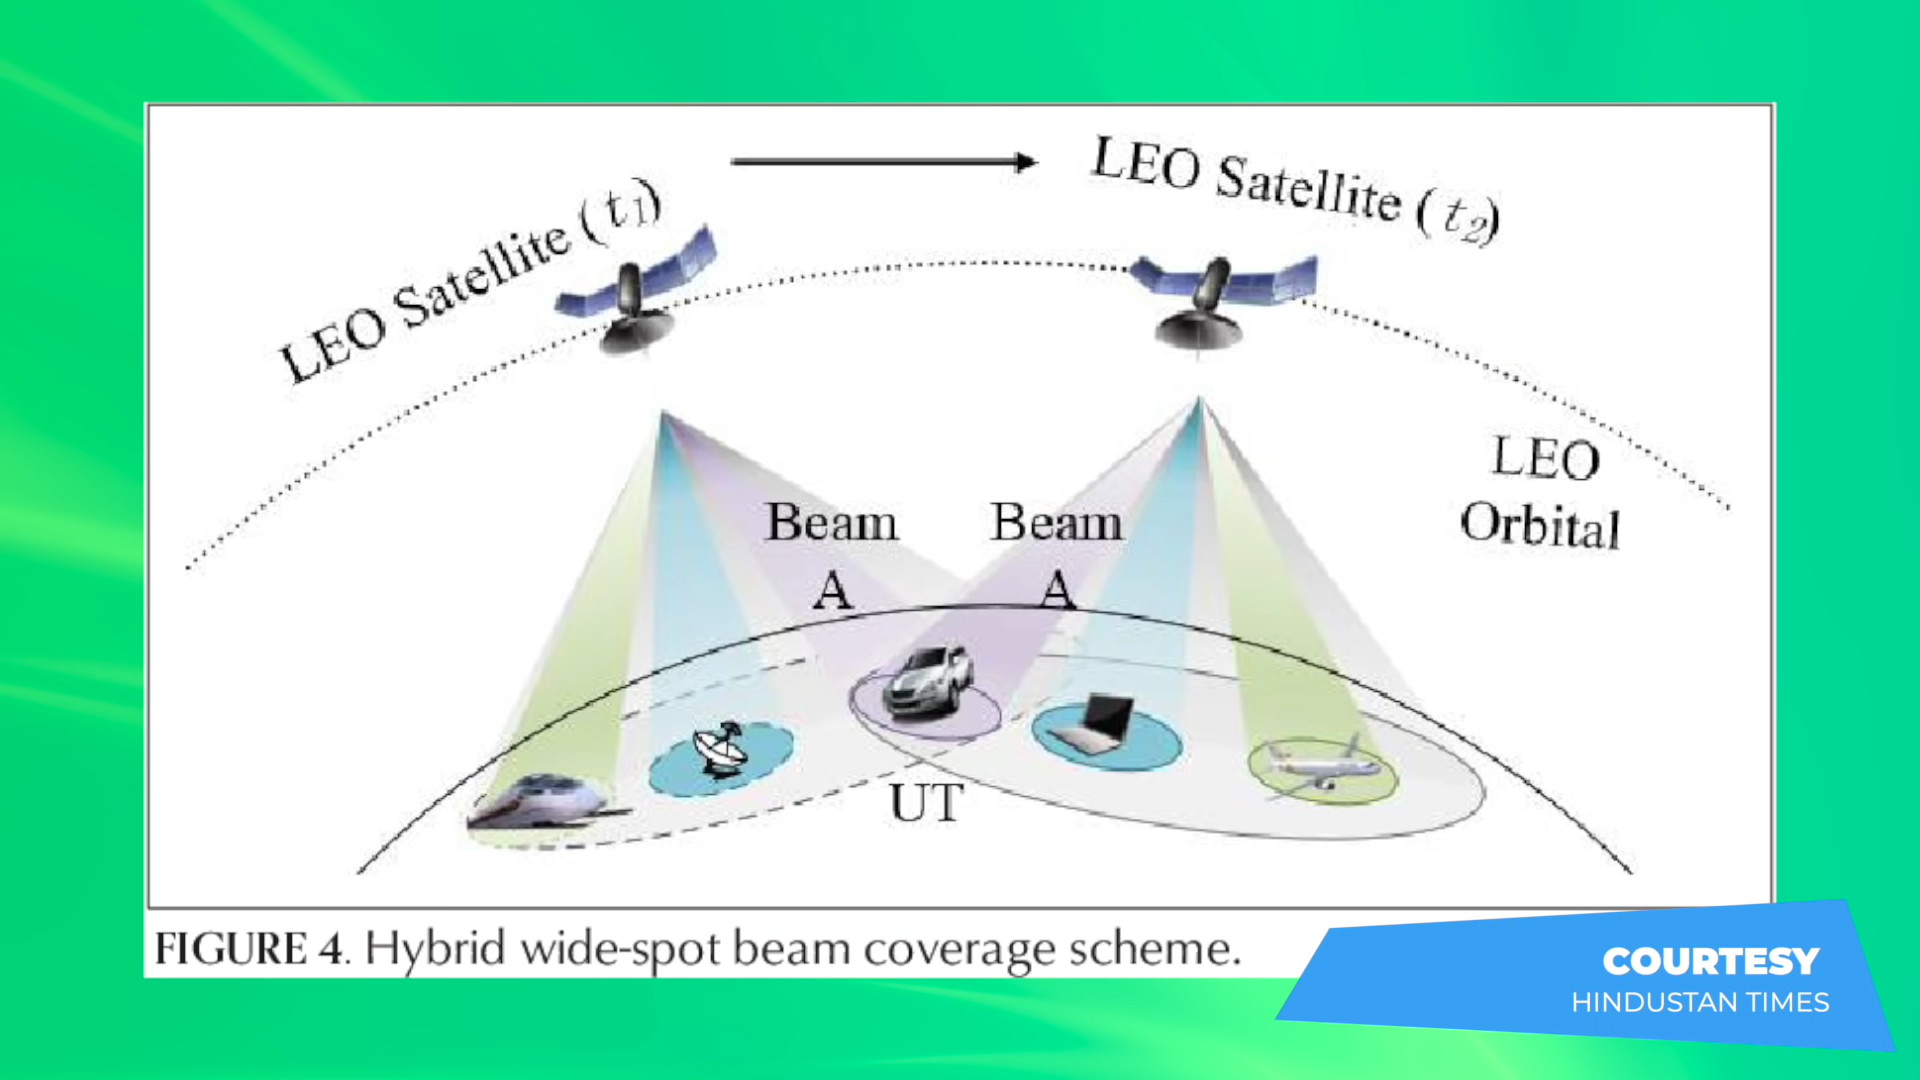 LEO Satellite (t1)
LEO Satellite (t2)
LEO
Orbital
Beam
A
Beam
A
UT
FIGURE 4. Hybrid wide-spot beam coverage scheme.
COURTESY
HINDUSTAN TIMES